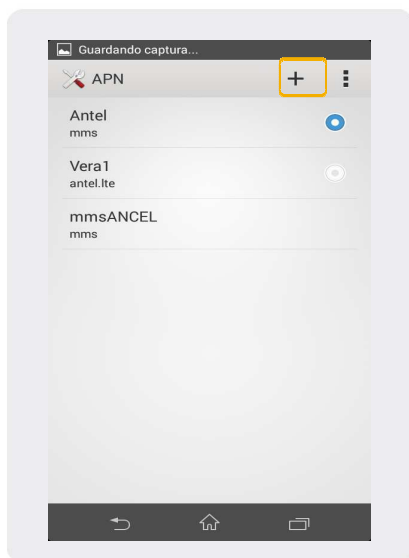 Guardando captura...
APN
Antel
mms
Vera1
antel.lte
mmsANCEL
mms